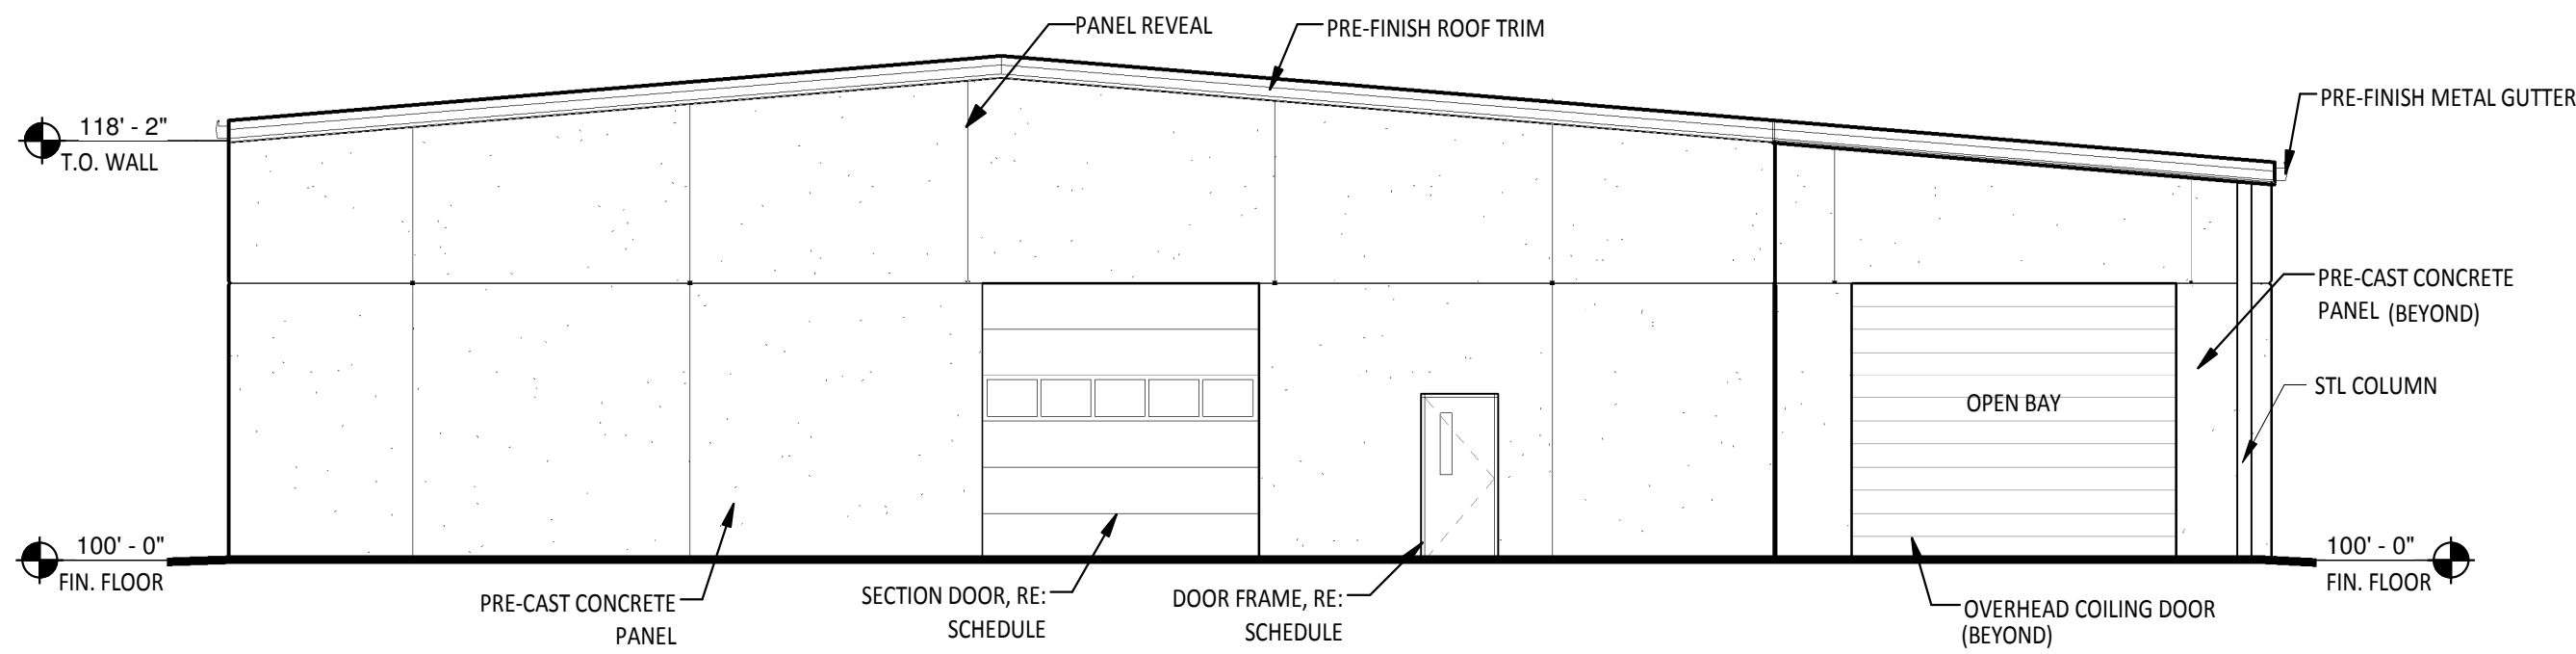 PANEL REVEAL
PRE-FINISH ROOF TRIM
PRE-FINISH METAL GUTTER
118' - 2"
T.O. WALL
PRE-CAST CONCRETE
PANEL (BEYOND)
STL COLUMN
OPEN BAY
100' - 0"
FIN. FLOOR
100' - 0"
FIN. FLOOR
PRE-CAST CONCRETE
PANEL
SECTION DOOR, RE:
SCHEDULE
DOOR FRAME, RE:
SCHEDULE
OVERHEAD COILING DOOR
(BEYOND)